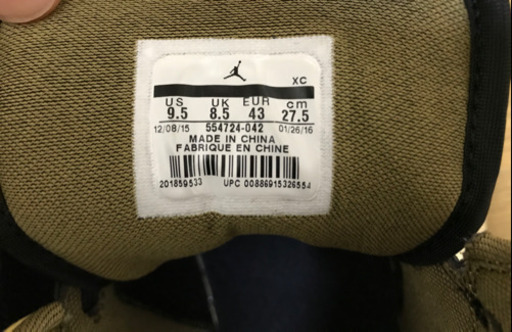 XC
US UK EUR cm
9.5 8.5 43 27.5
12/08/15 554724-042 01/26/16
MADE IN CHINA
FABRIQUE EN CHINE
201859533 UPC 00886915326554